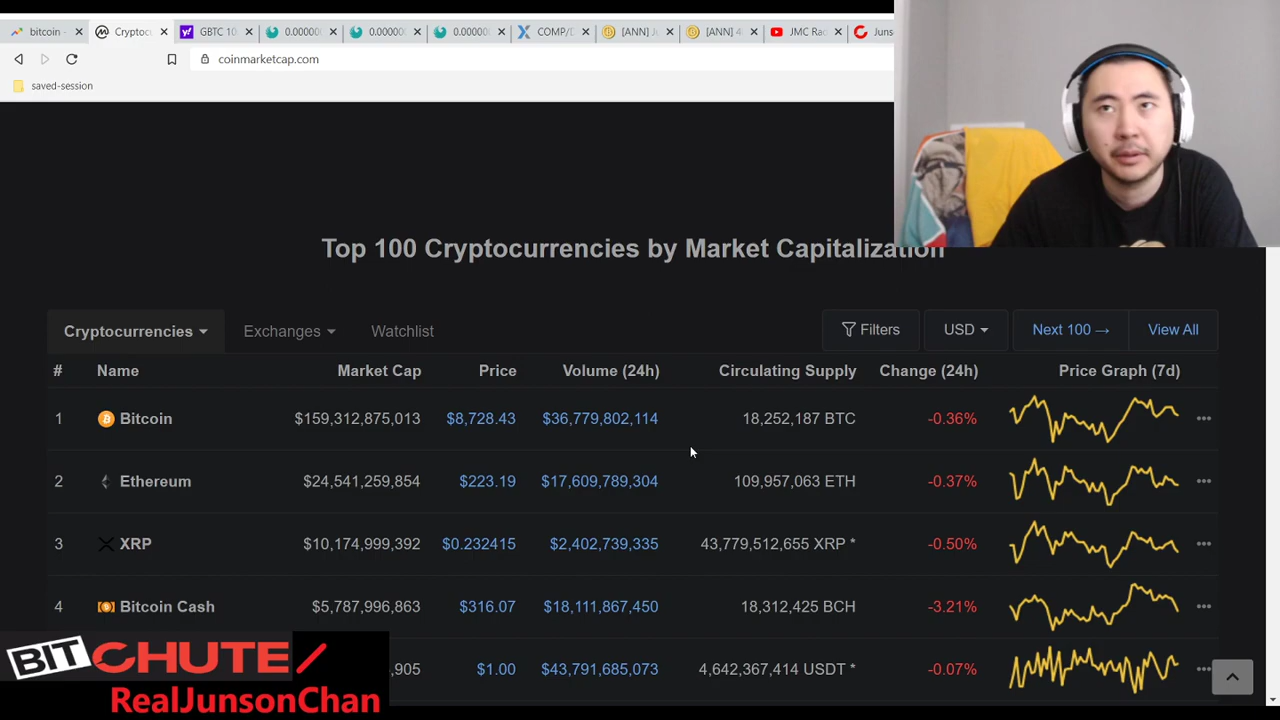 bitcoin
Cryptoc
GBTC 10
0.00000
0.00000
0.00000
COMP/
[ANN] J
[ANN] 4
JMC Ra
Juns
coinmarketcap.com
saved-session
Top 100 Cryptocurrencies by Market Capitalization
Cryptocurrencies Exchanges Watchlist Filters USD Next 100 → View All
# Name Market Cap Price Volume (24h) Circulating Supply Change (24h) Price Graph (7d)
1 Bitcoin $159,312,875,013 $8,728.43 $36,779,802,114 18,252,187 BTC -0.36%
2 Ethereum $24,541,259,854 $223.19 $17,609,789,304 109,957,063 ETH -0.37%
3 XRP $10,174,999,392 $0.232415 $2,402,739,335 43,779,512,655 XRP * -0.50%
4 Bitcoin Cash $5,787,996,863 $316.07 $18,111,867,450 18,312,425 BCH -3.21%
,905 $1.00 $43,791,685,073 4,642,367,414 USDT * -0.07%
BITCHUTE/
RealJunsonChan